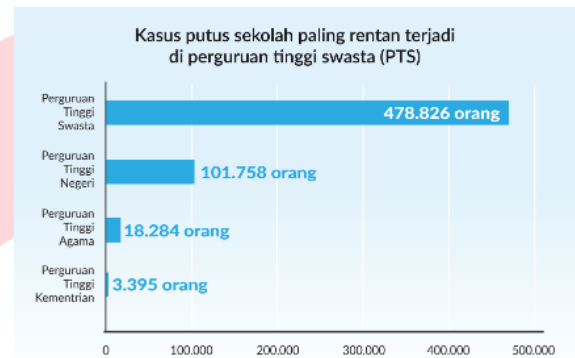 Kasus putus sekolah paling rentan terjadi
di perguruan tinggi swasta (PTS)
Perguruan
Tinggi
Swasta
478.826 orang
Perguruan
Tinggi
Negeri
101.758 orang
Perguruan
Tinggi
Agama
18.284 orang
Perguruan
Tinggi
Kementrian
3.395 orang
0 100.000 200.000 300.000 400.000 500.000